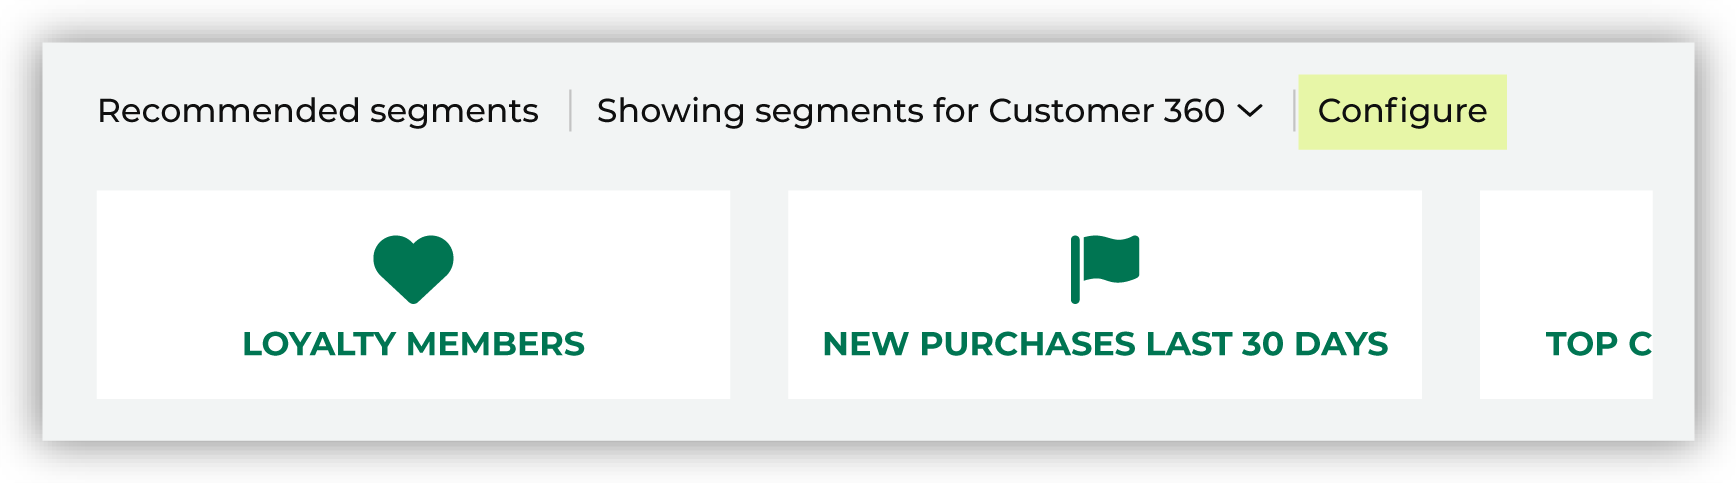 Recommended segments Showing segments for Customer 360 Configure
LOYALTY MEMBERS NEW PURCHASES LAST 30 DAYS TOP C